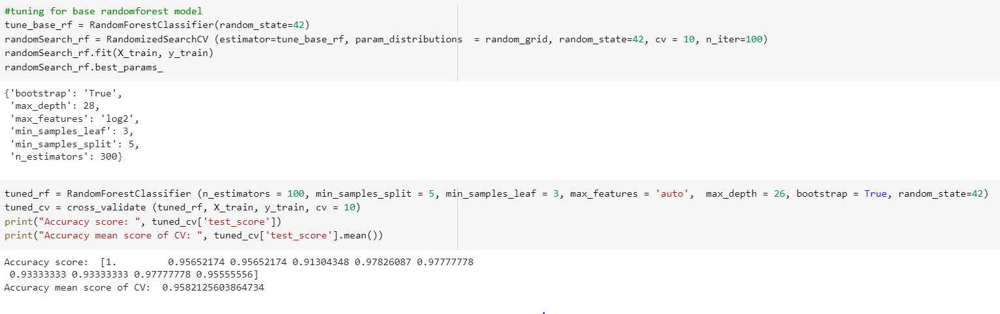 #tuning for base randomforest model
tune_base_rf = RandomForestClassifier(random_state=42)
randomSearch_rf = RandomizedSearchCV (estimator=tune_base_rf, param_distributions  = random_grid, random_state=42, cv = 10, n_iter=100)
randomSearch_rf.fit(X_train, y_train)
randomSearch_rf.best_params_
{'bootstrap': 'True',
 'max_depth': 28,
 'max_features': 'log2',
 'min_samples_leaf': 3,
 'min_samples_split': 5,
 'n_estimators': 300}
tuned_rf = RandomForestClassifier (n_estimators = 100, min_samples_split = 5, min_samples_leaf = 3, max_features = 'auto',  max_depth = 26, bootstrap = True, random_state=42)
tuned_cv = cross_validate (tuned_rf, X_train, y_train, cv = 10)
print("Accuracy score: ", tuned_cv['test_score'])
print("Accuracy mean score of CV: ", tuned_cv['test_score'].mean())
Accuracy score:  [1.         0.95652174 0.95652174 0.91304348 0.97826087 0.97777778
 0.93333333 0.93333333 0.97777778 0.95555556]
Accuracy mean score of CV:  0.9582125603864734